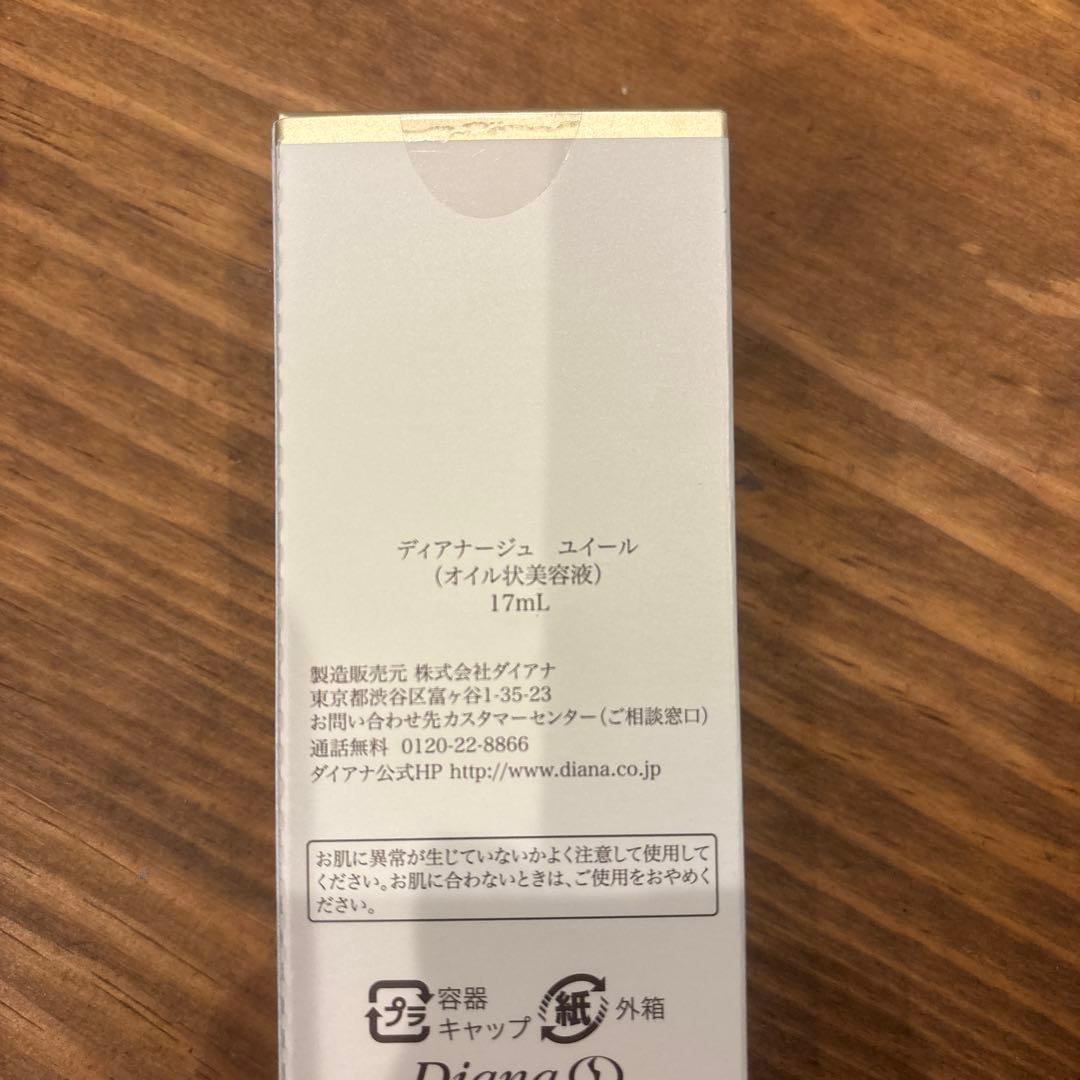 ディアナージュ　ユイール
（オイル状美容液）
17mL
製造販売元 株式会社ダイアナ
東京都渋谷区富ヶ谷1-35-23
お問い合わせ先カスタマーセンター（ご相談窓口）
通話無料 0120-22-8866
ダイアナ公式HP http://www.diana.co.jp
お肌に異常が生じていないかよく注意して使用して
ください。お肌に合わないときは、ご使用をおやめく
ださい。
プラ 容器 紙 外箱
キャップ
Diana